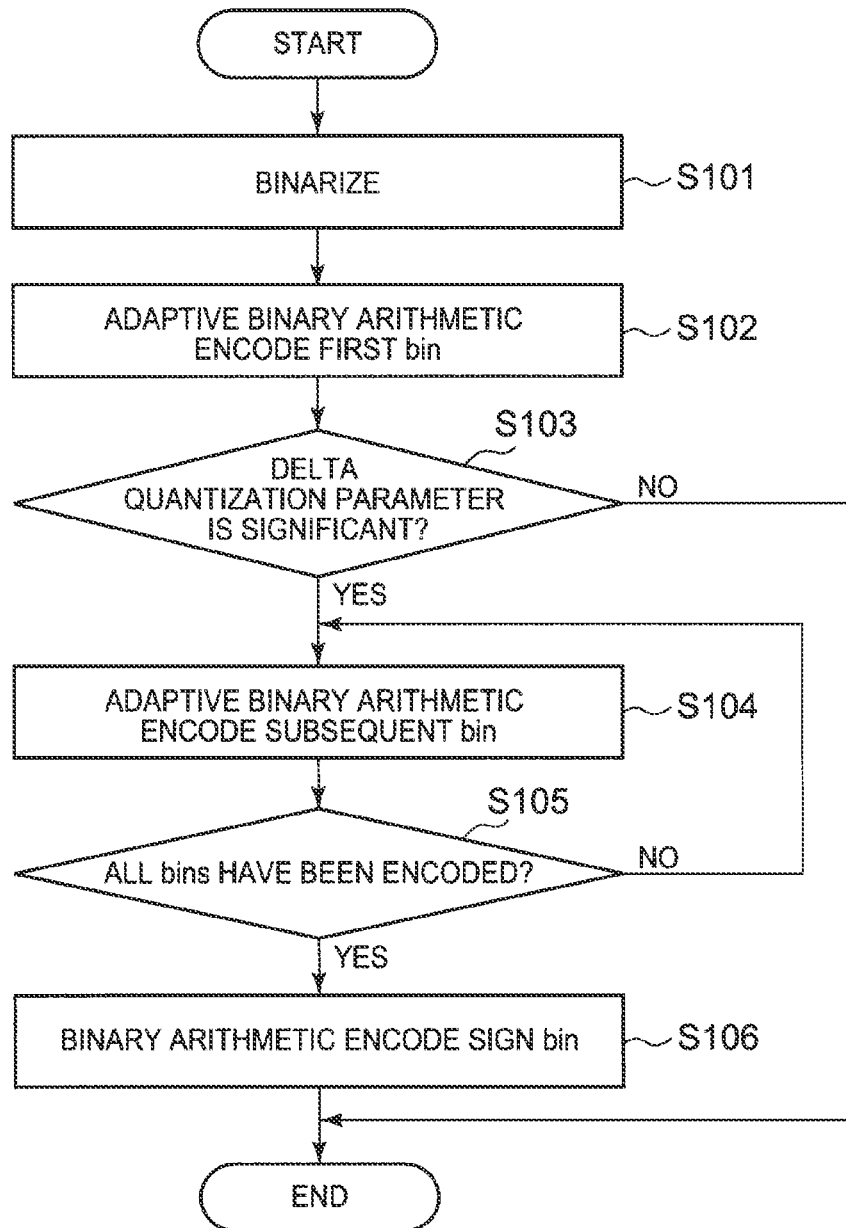 START
BINARIZE
S101
ADAPTIVE BINARY ARITHMETIC
ENCODE FIRST bin
S102
S103
DELTA
QUANTIZATION PARAMETER
IS SIGNIFICANT?
NO
YES
ADAPTIVE BINARY ARITHMETIC
ENCODE SUBSEQUENT bin
S104
S105
ALL bins HAVE BEEN ENCODED?
NO
YES
BINARY ARITHMETIC ENCODE SIGN bin
S106
END